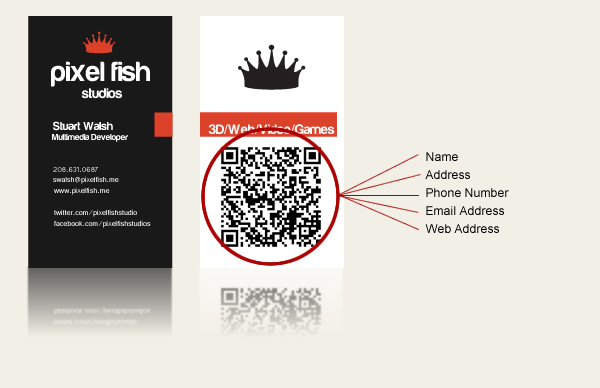 pixel fish
studios
Stuart Walsh
Multimedia Developer
208.631.0687
swalsh@pixelfish.me
www.pixelfish.me
twitter.com/pixelfishstudio
facebook.com/pixelfishstudios
3D/Web/Video/Games
Name
Address
Phone Number
Email Address
Web Address